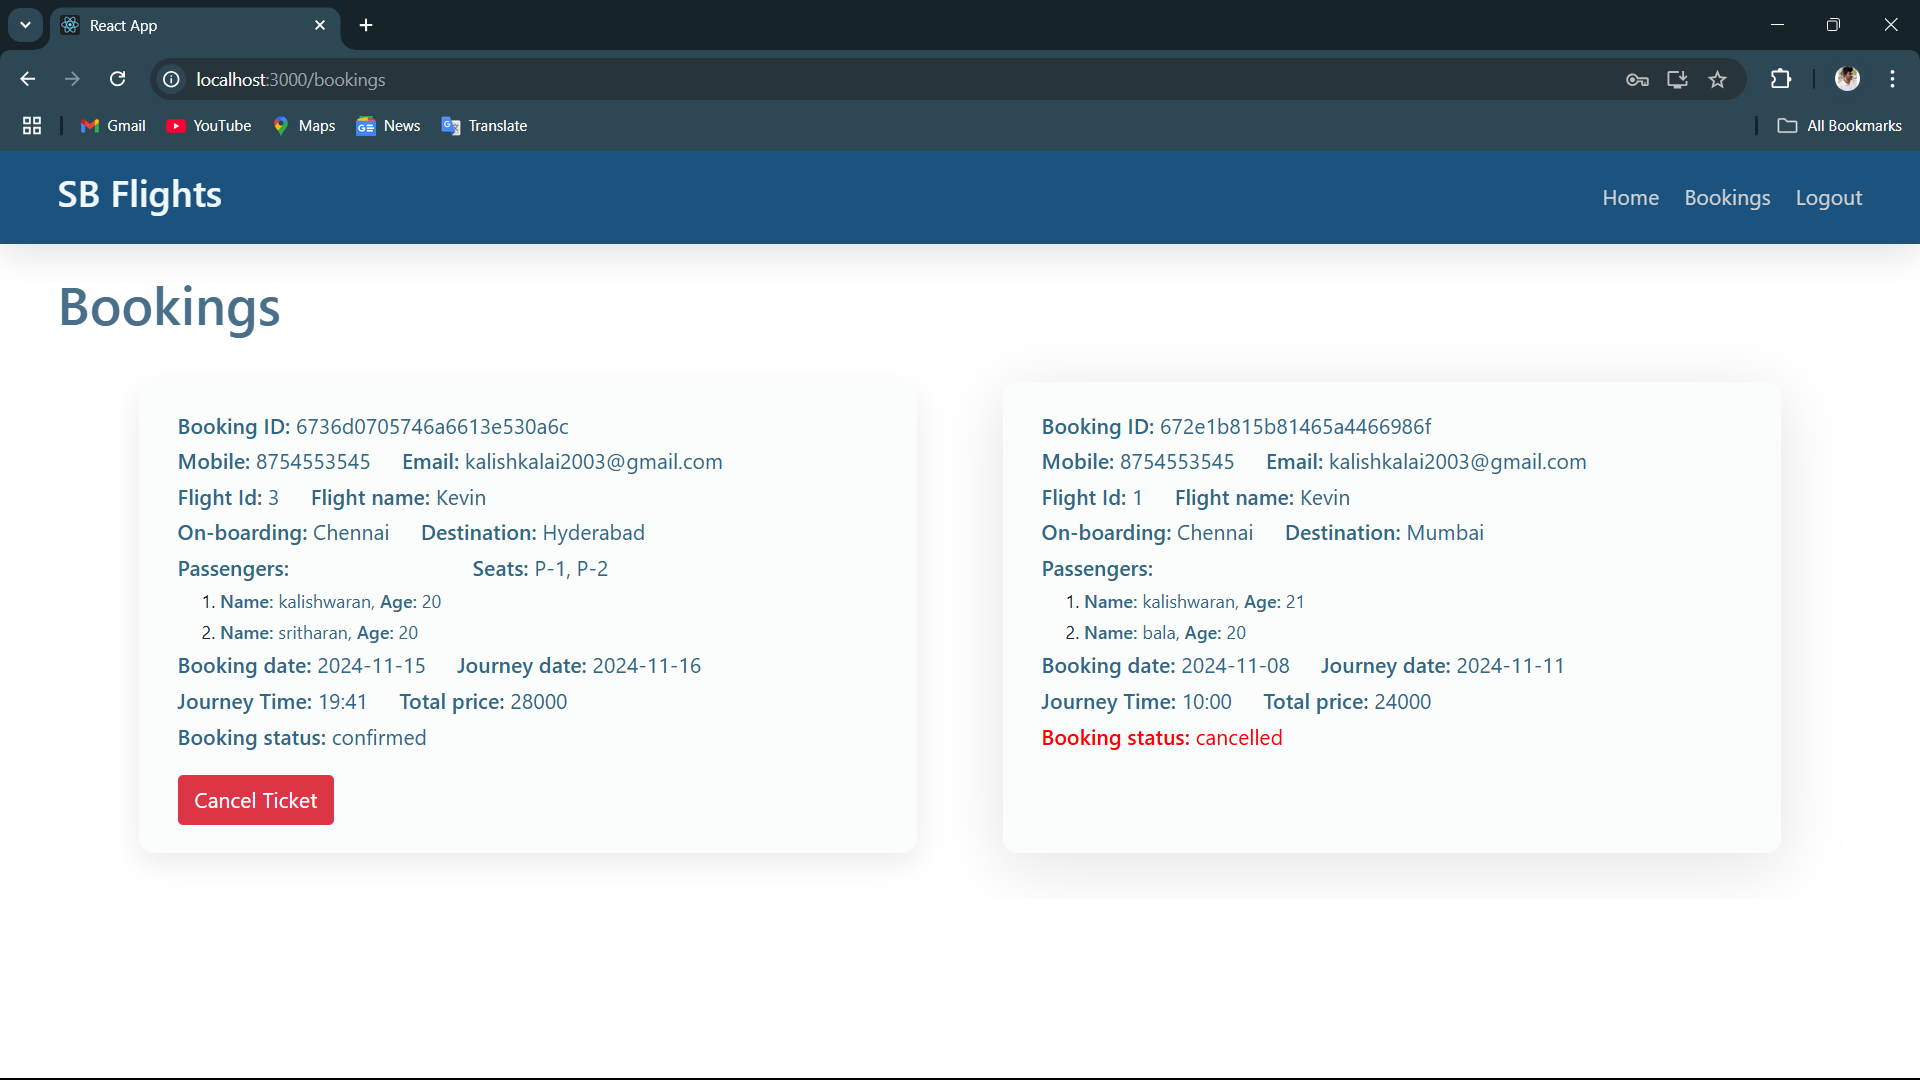 React App
localhost:3000/bookings
Gmail YouTube Maps News Translate All Bookmarks
SB Flights
Home Bookings Logout
Bookings
Booking ID: 6736d0705746a6613e530a6c
Mobile: 8754553545 Email: kalishkalai2003@gmail.com
Flight Id: 3 Flight name: Kevin
On-boarding: Chennai Destination: Hyderabad
Passengers: Seats: P-1, P-2
1. Name: kalishwaran, Age: 20
2. Name: sritharan, Age: 20
Booking date: 2024-11-15 Journey date: 2024-11-16
Journey Time: 19:41 Total price: 28000
Booking status: confirmed
Cancel Ticket
Booking ID: 672e1b815b81465a4466986f
Mobile: 8754553545 Email: kalishkalai2003@gmail.com
Flight Id: 1 Flight name: Kevin
On-boarding: Chennai Destination: Mumbai
Passengers:
1. Name: kalishwaran, Age: 21
2. Name: bala, Age: 20
Booking date: 2024-11-08 Journey date: 2024-11-11
Journey Time: 10:00 Total price: 24000
Booking status: cancelled